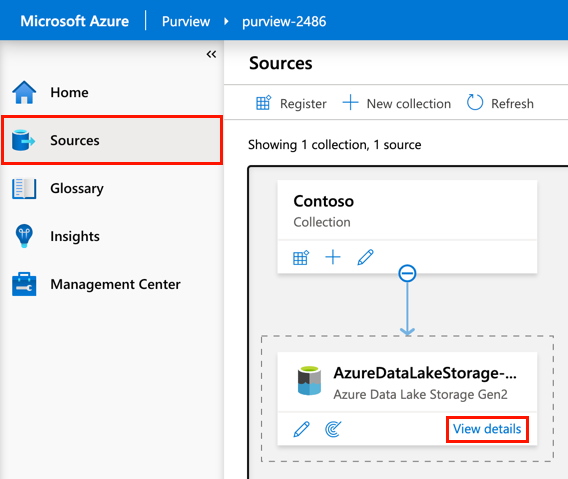 Microsoft Azure
Purview
purview-2486
Home
Sources
Glossary
Insights
Management Center
Sources
Register
New collection
Refresh
Showing 1 collection, 1 source
Contoso
Collection
AzureDataLakeStorage-...
Azure Data Lake Storage Gen2
View details